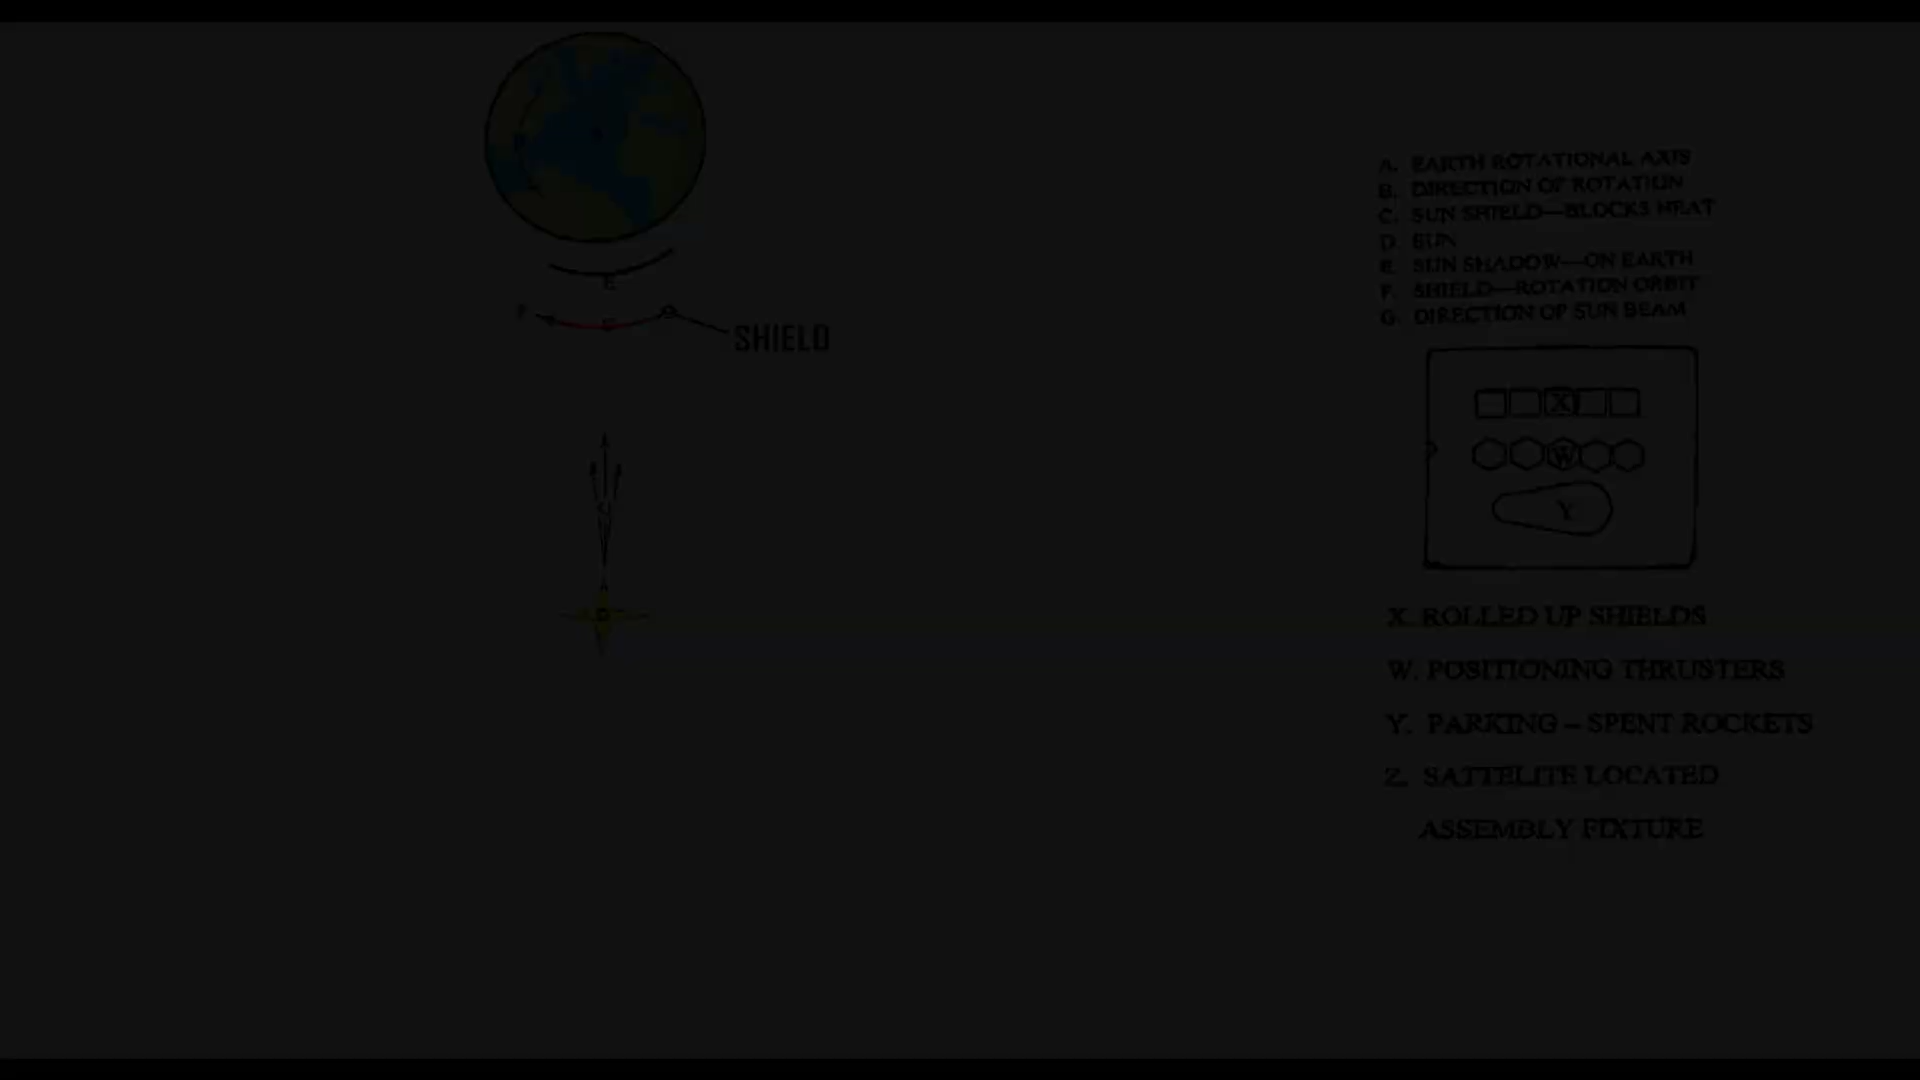 A. EARTH ROTATIONAL AXIS
B. DIRECTION OF ROTATION
C. SUN SHIELD—BLOCKS HEAT
D. SUN
E. SUN SHADOW—ON EARTH
F. SHIELD—ROTATION ORBIT
G. DIRECTION OF SUN BEAM
E
F
C
SHIELD
G
D
X
W
Y
X. ROLLED UP SHIELDS
W. POSITIONING THRUSTERS
Y. PARKING – SPENT ROCKETS
Z. SATTELITE LOCATED
ASSEMBLY FIXTURE